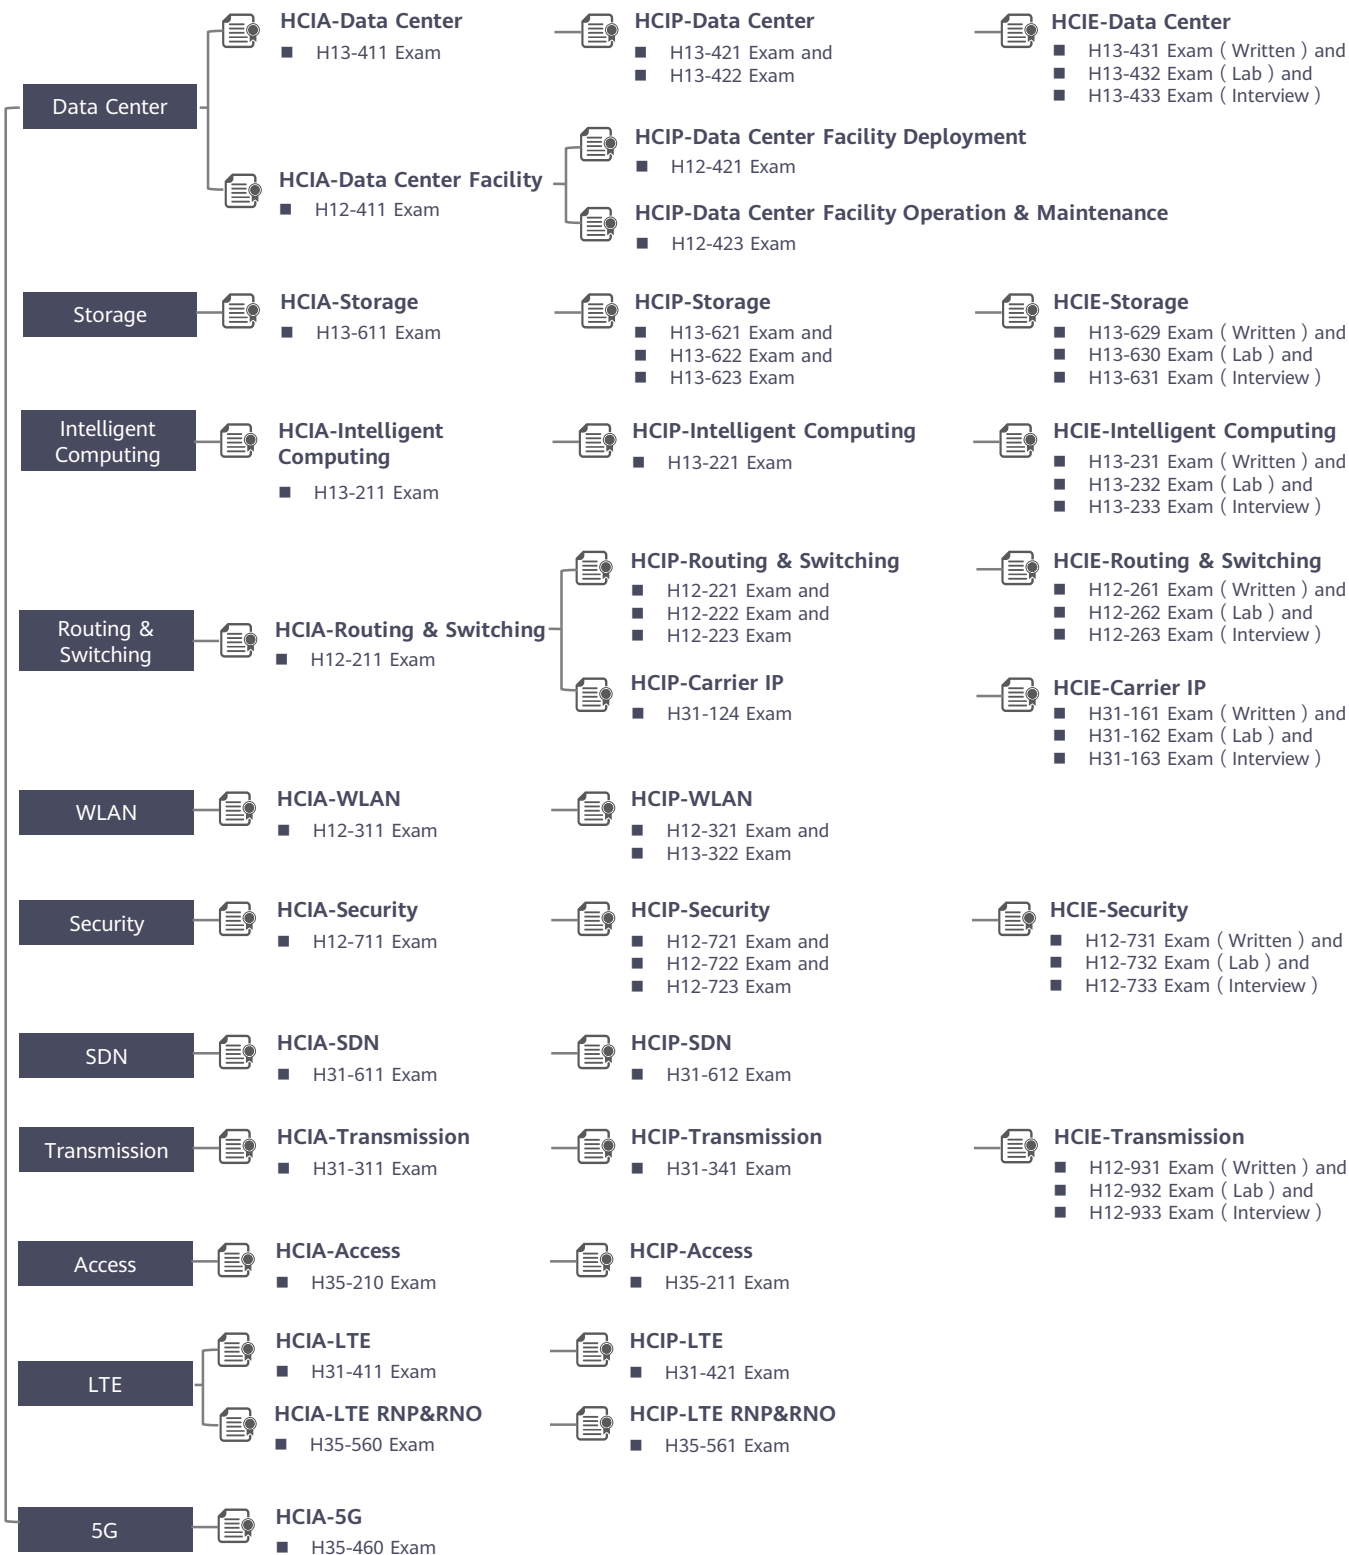 Data Center
HCIA-Data Center
■ H13-411 Exam
HCIP-Data Center
■ H13-421 Exam and
■ H13-422 Exam
HCIE-Data Center
■ H13-431 Exam ( Written ) and
■ H13-432 Exam ( Lab ) and
■ H13-433 Exam ( Interview )
HCIA-Data Center Facility
■ H12-411 Exam
HCIP-Data Center Facility Deployment
■ H12-421 Exam
HCIP-Data Center Facility Operation & Maintenance
■ H12-423 Exam
Storage
HCIA-Storage
■ H13-611 Exam
HCIP-Storage
■ H13-621 Exam and
■ H13-622 Exam and
■ H13-623 Exam
HCIE-Storage
■ H13-629 Exam ( Written ) and
■ H13-630 Exam ( Lab ) and
■ H13-631 Exam ( Interview )
Intelligent
Computing
HCIA-Intelligent
Computing
■ H13-211 Exam
HCIP-Intelligent Computing
■ H13-221 Exam
HCIE-Intelligent Computing
■ H13-231 Exam ( Written ) and
■ H13-232 Exam ( Lab ) and
■ H13-233 Exam ( Interview )
Routing &
Switching
HCIA-Routing & Switching
■ H12-211 Exam
HCIP-Routing & Switching
■ H12-221 Exam and
■ H12-222 Exam and
■ H12-223 Exam
HCIE-Routing & Switching
■ H12-261 Exam ( Written ) and
■ H12-262 Exam ( Lab ) and
■ H12-263 Exam ( Interview )
HCIP-Carrier IP
■ H31-124 Exam
HCIE-Carrier IP
■ H31-161 Exam ( Written ) and
■ H31-162 Exam ( Lab ) and
■ H31-163 Exam ( Interview )
WLAN
HCIA-WLAN
■ H12-311 Exam
HCIP-WLAN
■ H12-321 Exam and
■ H13-322 Exam
Security
HCIA-Security
■ H12-711 Exam
HCIP-Security
■ H12-721 Exam and
■ H12-722 Exam and
■ H12-723 Exam
HCIE-Security
■ H12-731 Exam ( Written ) and
■ H12-732 Exam ( Lab ) and
■ H12-733 Exam ( Interview )
SDN
HCIA-SDN
■ H31-611 Exam
HCIP-SDN
■ H31-612 Exam
Transmission
HCIA-Transmission
■ H31-311 Exam
HCIP-Transmission
■ H31-341 Exam
HCIE-Transmission
■ H12-931 Exam ( Written ) and
■ H12-932 Exam ( Lab ) and
■ H12-933 Exam ( Interview )
Access
HCIA-Access
■ H35-210 Exam
HCIP-Access
■ H35-211 Exam
LTE
HCIA-LTE
■ H31-411 Exam
HCIP-LTE
■ H31-421 Exam
HCIA-LTE RNP&RNO
■ H35-560 Exam
HCIP-LTE RNP&RNO
■ H35-561 Exam
5G
HCIA-5G
■ H35-460 Exam